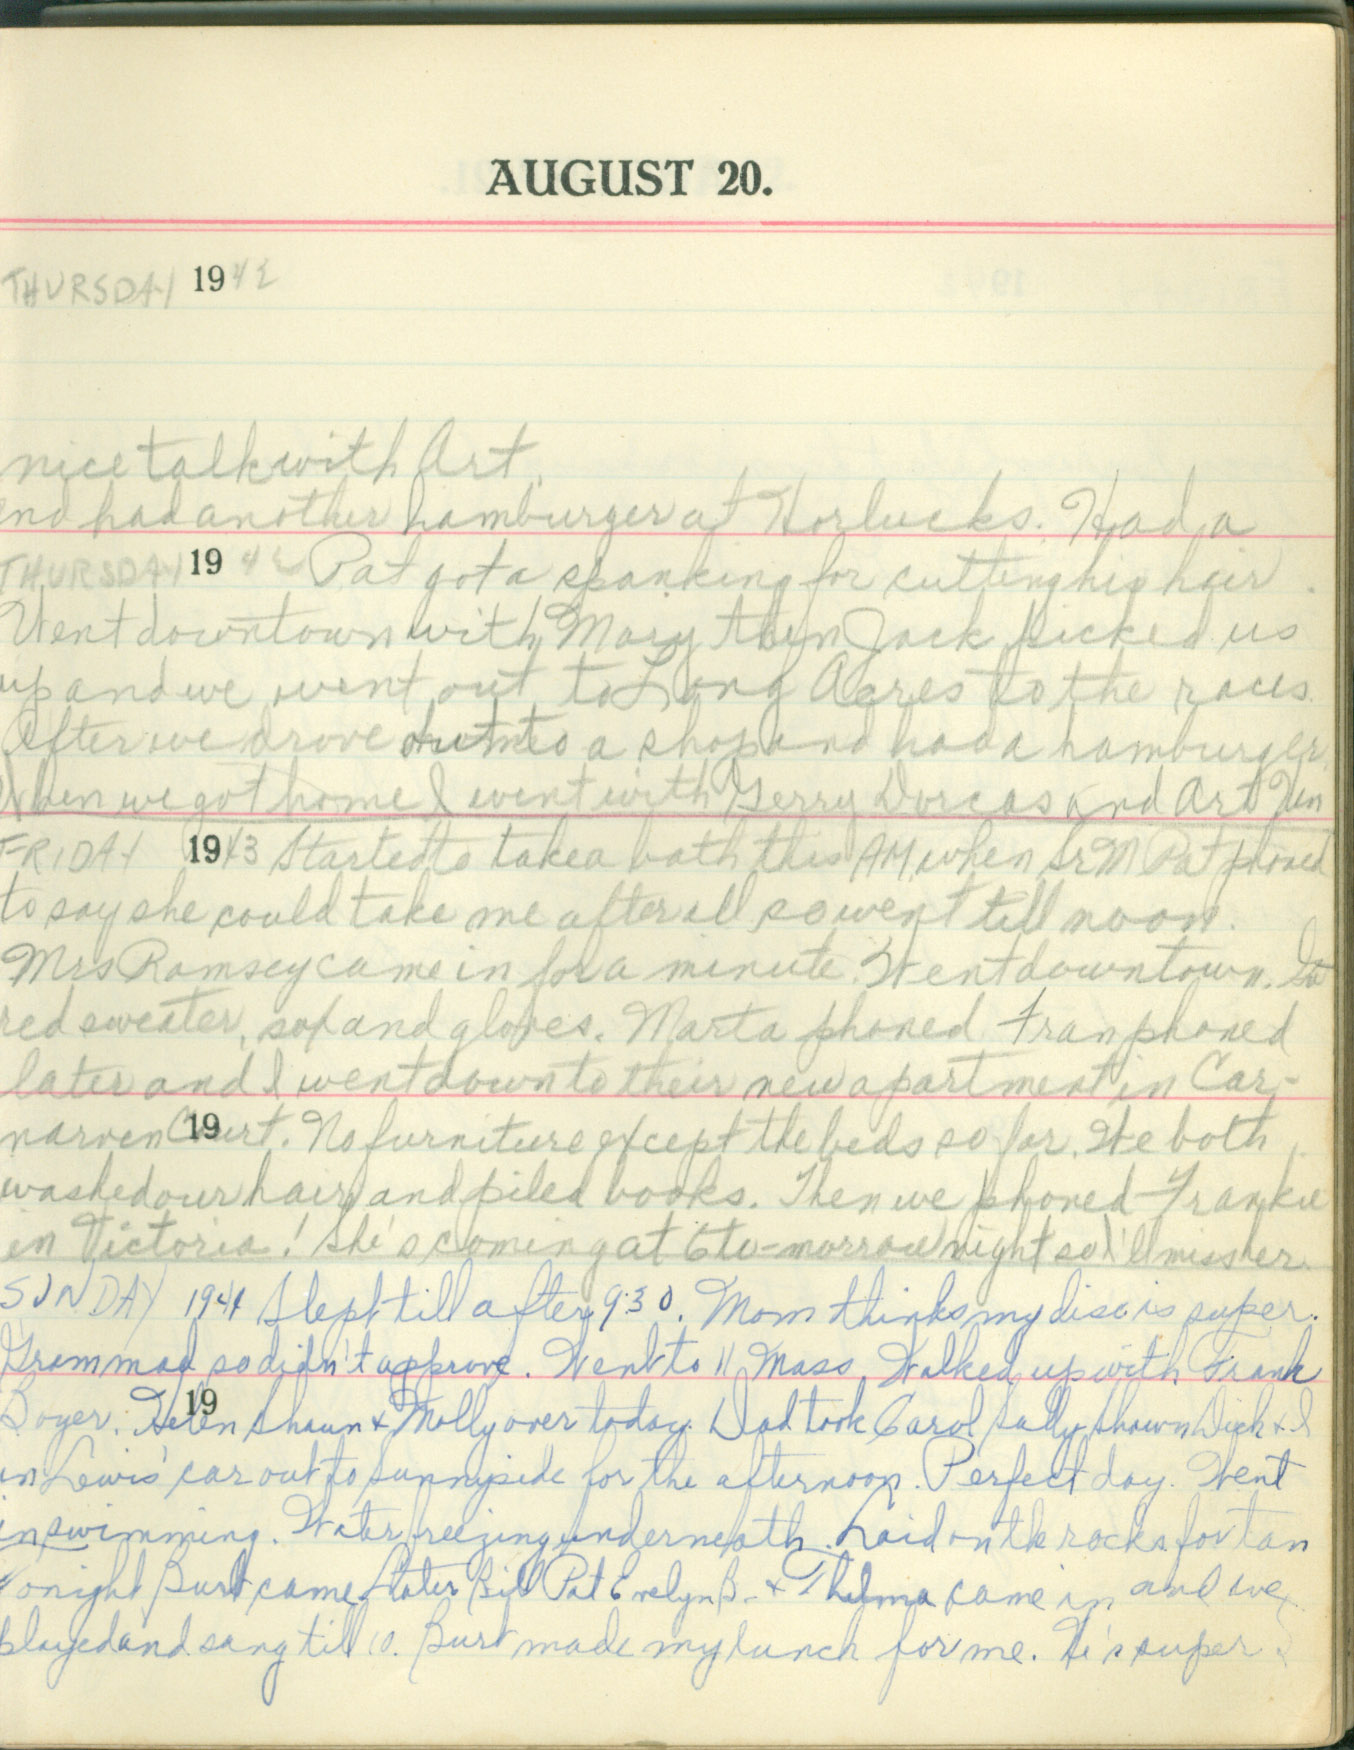 AUGUST 20.
THURSDAY 1942
nice talk with Art.
nd had another hamburger at Horlucks. Had a
THURSDAY 1942 Pat got a spanking for cutting his hair.
Went downtown with Mary then Jack picked us
up and we went out to Long Acres to the races.
After we drove out to a shop and had a hamburger.
When we got home I went with Gerry Dorcas and Art
FRIDAY 1943 Started to take a bath this AM when Sr M Pat phoned
to say she could take me after all so went till noon.
Mrs Ramsey came in for a minute. Went downtown. Got
red sweater, sox and gloves. Marta phoned Fran phoned
later and I went down to their new apartment in Car-
narven Court. 19 No furniture except the beds so far. We both
washed our hair and piled books. Then we phoned Frankie
in Victoria! She's coming at 6 to-morrow night so I'll miss her.
SUNDAY 1944 Slept till after 9:30. Mom thinks my disc is super.
Gram mad so didn't approve. Went to 11 Mass. Walked up with Frank
Boyer. 19 Helen Shaun & Molly over today. Dad took Carol Sally Shawn Dick & I
in Lewis' car out to Sunnyside for the afternoon. Perfect day. Went
in swimming. Water freezing underneath. Laid on the rocks for tan
Tonight Burt came. Later Bill Pat Evelyn B. & Thelma came in and we
played and sang till 10. Burt made my lunch for me. He's super.